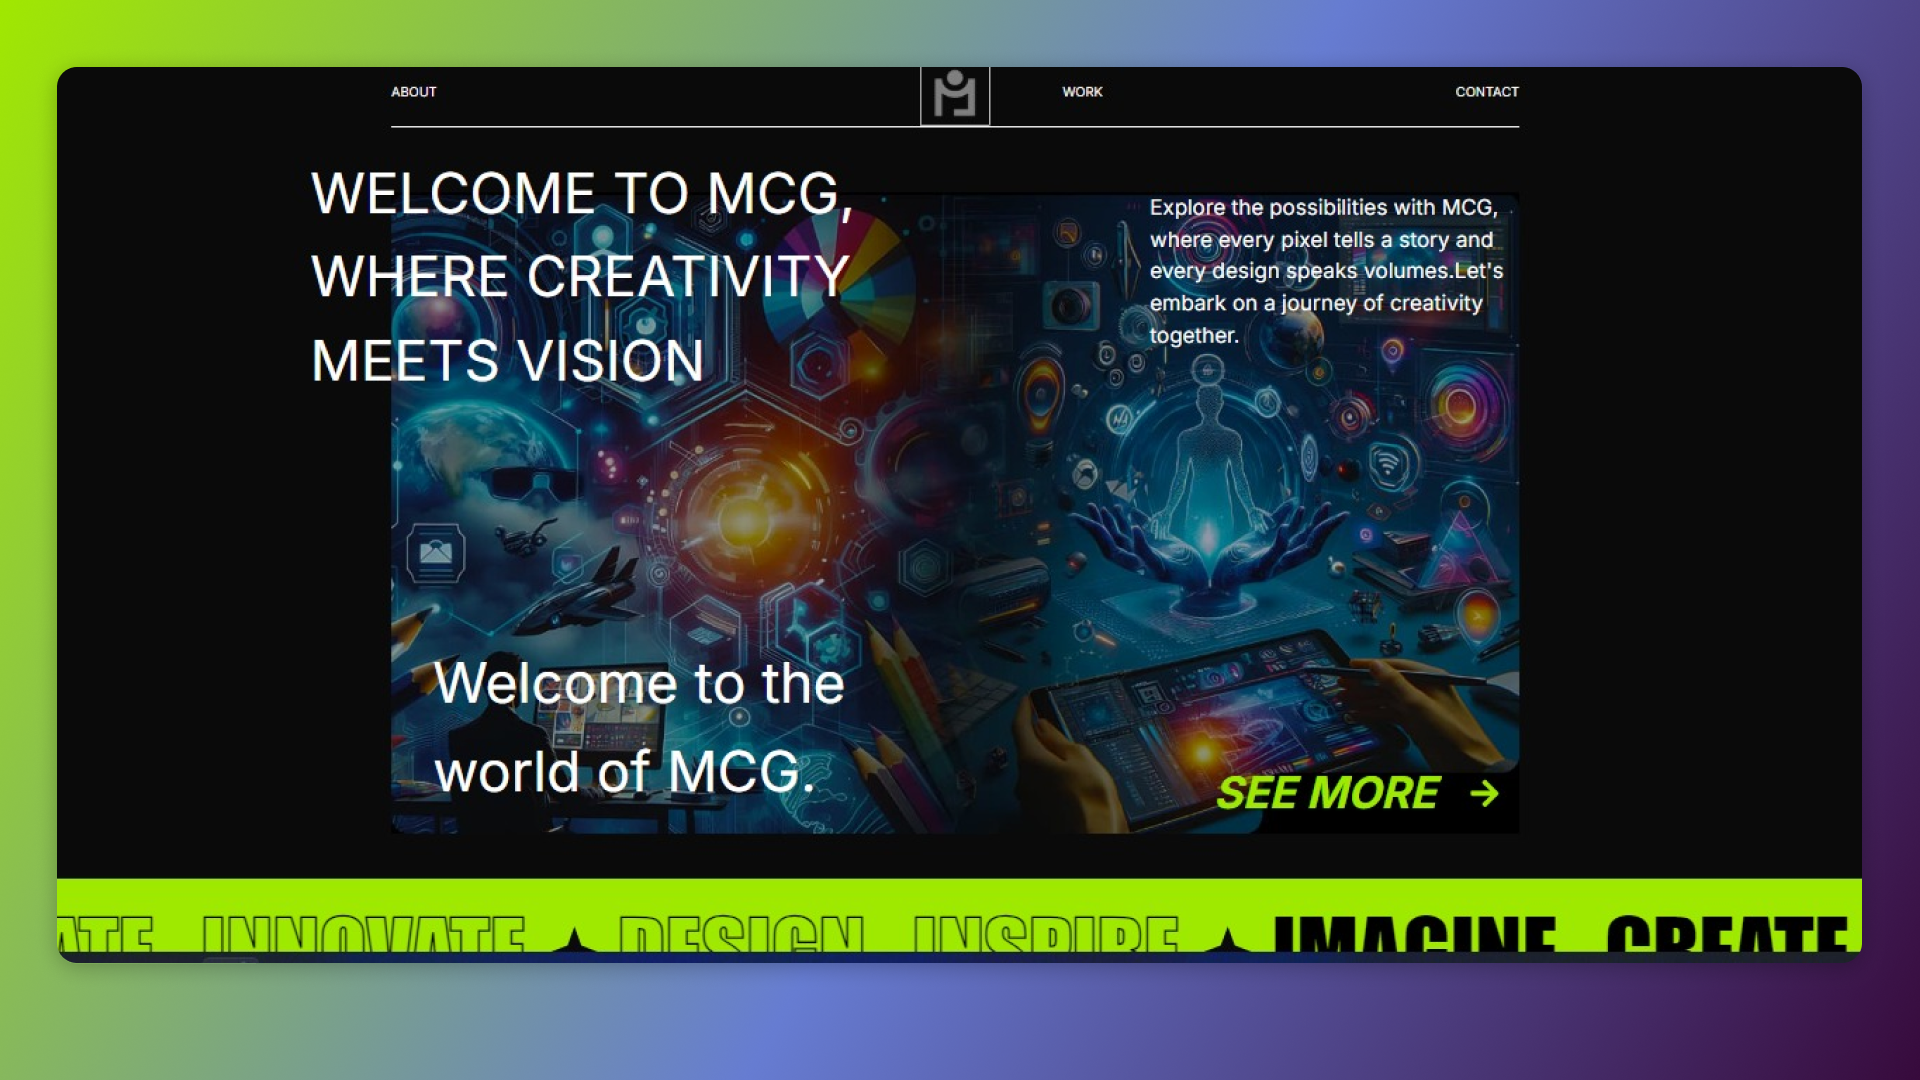 ABOUT
WORK
CONTACT
WELCOME TO MCG,
WHERE CREATIVITY
MEETS VISION
Explore the possibilities with MCG,
where every pixel tells a story and
every design speaks volumes.Let's
embark on a journey of creativity
together.
Welcome to the
world of MCG.
SEE MORE →
ATE INNOVATE DESIGN INSPIRE IMAGINE CREATE